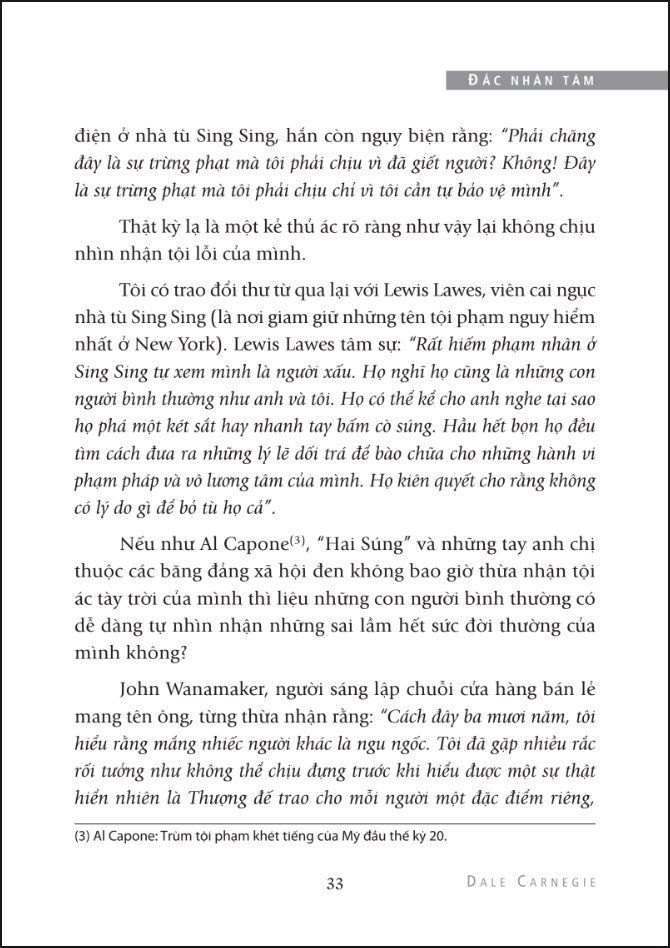 ĐẮC NHÂN TÂM
điện ở nhà tù Sing Sing, hắn còn ngụy biện rằng: “Phải chăng
đây là sự trừng phạt mà tôi phải chịu vì đã giết người? Không! Đây
là sự trừng phạt mà tôi phải chịu chỉ vì tôi cần tự bảo vệ mình”.
Thật kỳ lạ là một kẻ thủ ác rõ ràng như vậy lại không chịu
nhìn nhận tội lỗi của mình.
Tôi có trao đổi thư từ qua lại với Lewis Lawes, viên cai ngục
nhà tù Sing Sing (là nơi giam giữ những tên tội phạm nguy hiểm
nhất ở New York). Lewis Lawes tâm sự: “Rất hiếm phạm nhân ở
Sing Sing tự xem mình là người xấu. Họ nghĩ họ cũng là những con
người bình thường như anh và tôi. Họ có thể kể cho anh nghe tại sao
họ phá một két sắt hay nhanh tay bấm cò súng. Hầu hết bọn họ đều
tìm cách đưa ra những lý lẽ dối trá để bào chữa cho những hành vi
phạm pháp và vô lương tâm của mình. Họ kiên quyết cho rằng không
có lý do gì để bỏ tù họ cả”.
Nếu như Al Capone(3), “Hai Súng” và những tay anh chị
thuộc các băng đảng xã hội đen không bao giờ thừa nhận tội
ác tày trời của mình thì liệu những con người bình thường có
dễ dàng tự nhìn nhận những sai lầm hết sức đời thường của
mình không?
John Wanamaker, người sáng lập chuỗi cửa hàng bán lẻ
mang tên ông, từng thừa nhận rằng: “Cách đây ba mươi năm, tôi
hiểu rằng mắng nhiếc người khác là ngu ngốc. Tôi đã gặp nhiều rắc
rối tưởng như không thể chịu đựng trước khi hiểu được một sự thật
hiển nhiên là Thượng đế trao cho mỗi người một đặc điểm riêng,
(3) Al Capone: Trùm tội phạm khét tiếng của Mỹ đầu thế kỷ 20.
33
DALE CARNEGIE